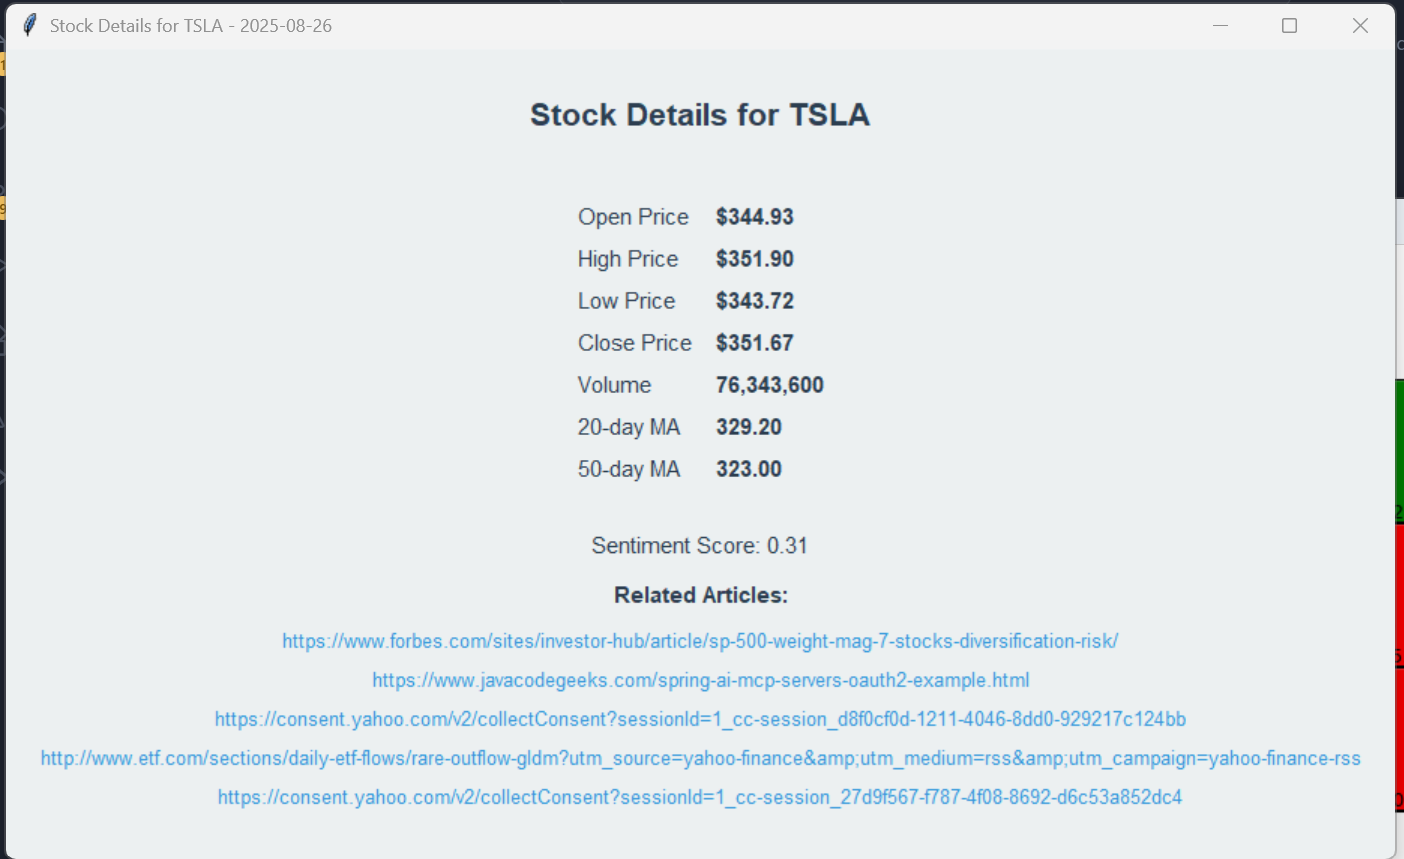 Stock Details for TSLA - 2025-08-26
Stock Details for TSLA
Open Price $344.93
High Price $351.90
Low Price $343.72
Close Price $351.67
Volume 76,343,600
20-day MA 329.20
50-day MA 323.00
Sentiment Score: 0.31
Related Articles:
https://www.forbes.com/sites/investor-hub/article/sp-500-weight-mag-7-stocks-diversification-risk/
https://www.javacodegeeks.com/spring-ai-mcp-servers-oauth2-example.html
https://consent.yahoo.com/v2/collectConsent?sessionId=1_cc-session_d8f0cf0d-1211-4046-8dd0-929217c124bb
http://www.etf.com/sections/daily-etf-flows/rare-outflow-gldm?utm_source=yahoo-finance&amp;utm_medium=rss&amp;utm_campaign=yahoo-finance-rss
https://consent.yahoo.com/v2/collectConsent?sessionId=1_cc-session_27d9f567-f787-4f08-8692-d6c53a852dc4